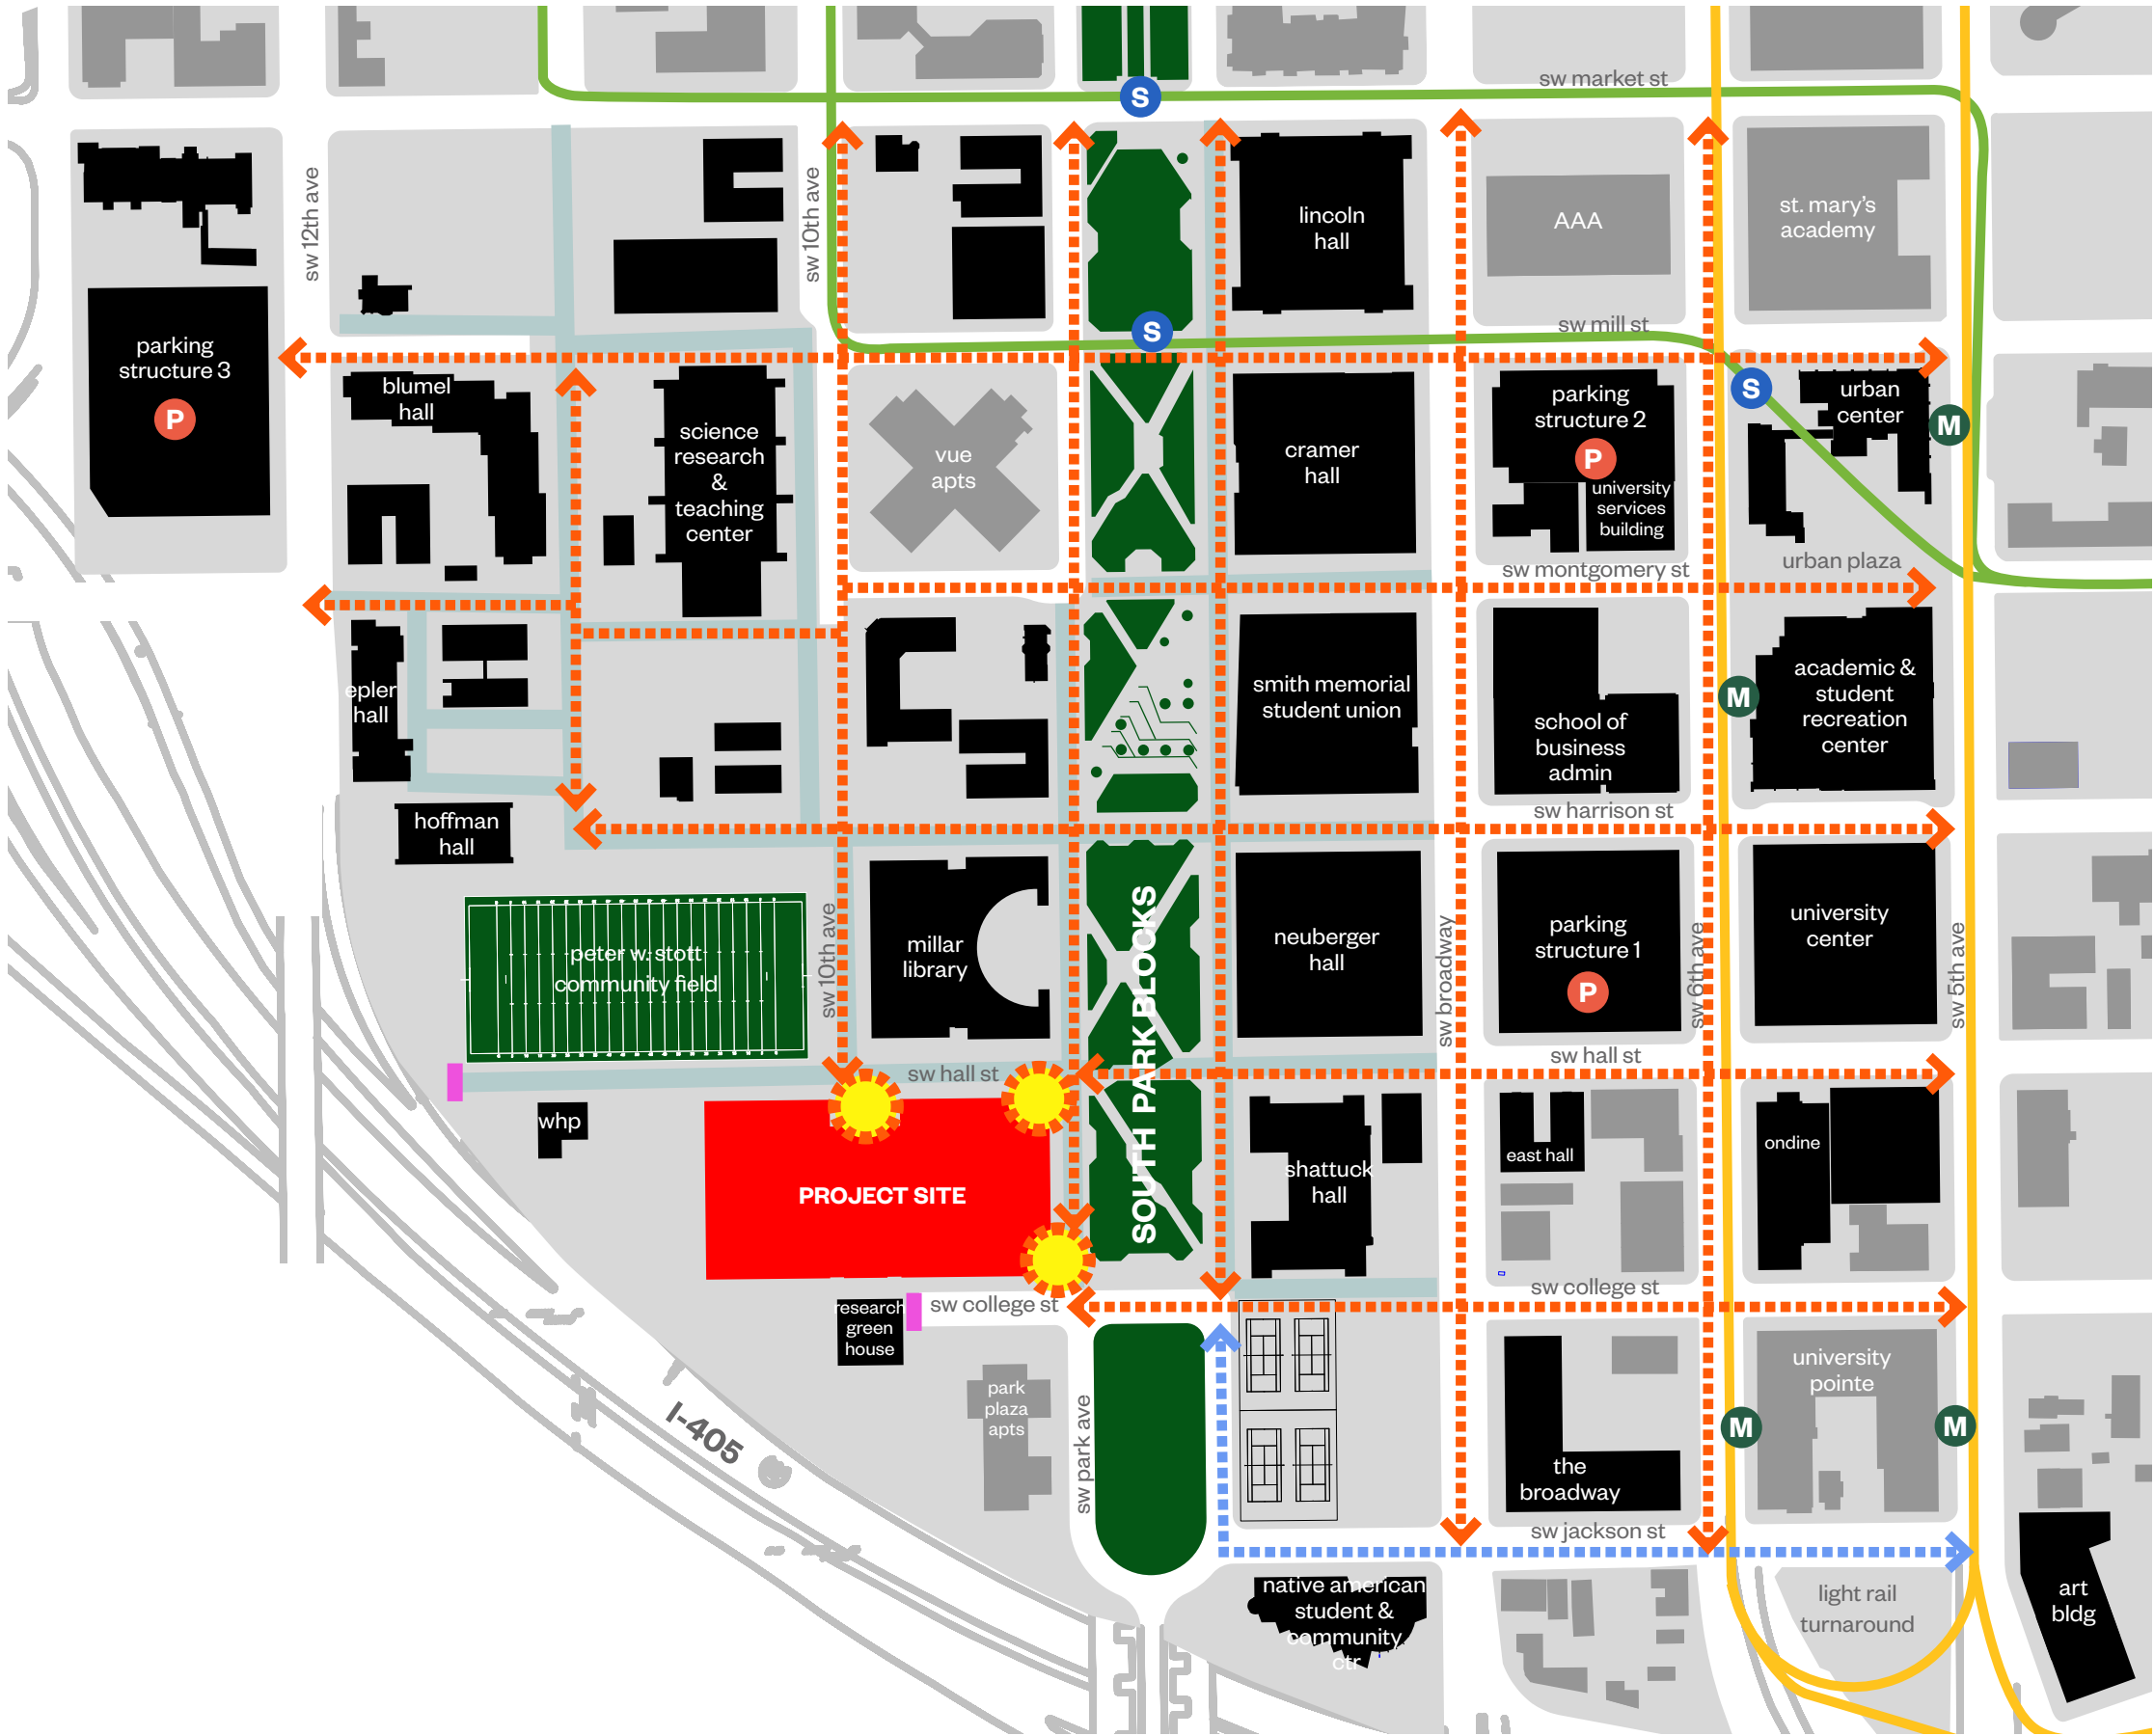 sw market st
S
sw 12th ave
sw 10th ave
lincoln
hall
AAA
st. mary's
academy
S
sw mill st
parking
structure 3
P
blumel
hall
science
research
&
teaching
center
vue
apts
cramer
hall
parking
structure 2
P
university
services
building
S
urban
center
M
sw montgomery st
urban plaza
epler
hall
smith memorial
student union
school of
business
admin
M
academic &
student
recreation
center
hoffman
hall
sw harrison st
peter w. stott
community field
sw 10th ave
millar
library
SOUTH PARK BLOCKS
neuberger
hall
sw broadway
parking
structure 1
P
sw 6th ave
university
center
sw 5th ave
sw hall st
sw hall st
whp
PROJECT SITE
shattuck
hall
east hall
ondine
research
green
house
sw college st
sw college st
park
plaza
apts
sw park ave
I-405
the
broadway
university
pointe
M
M
sw jackson st
native american
student &
community
ctr
light rail
turnaround
art
bldg